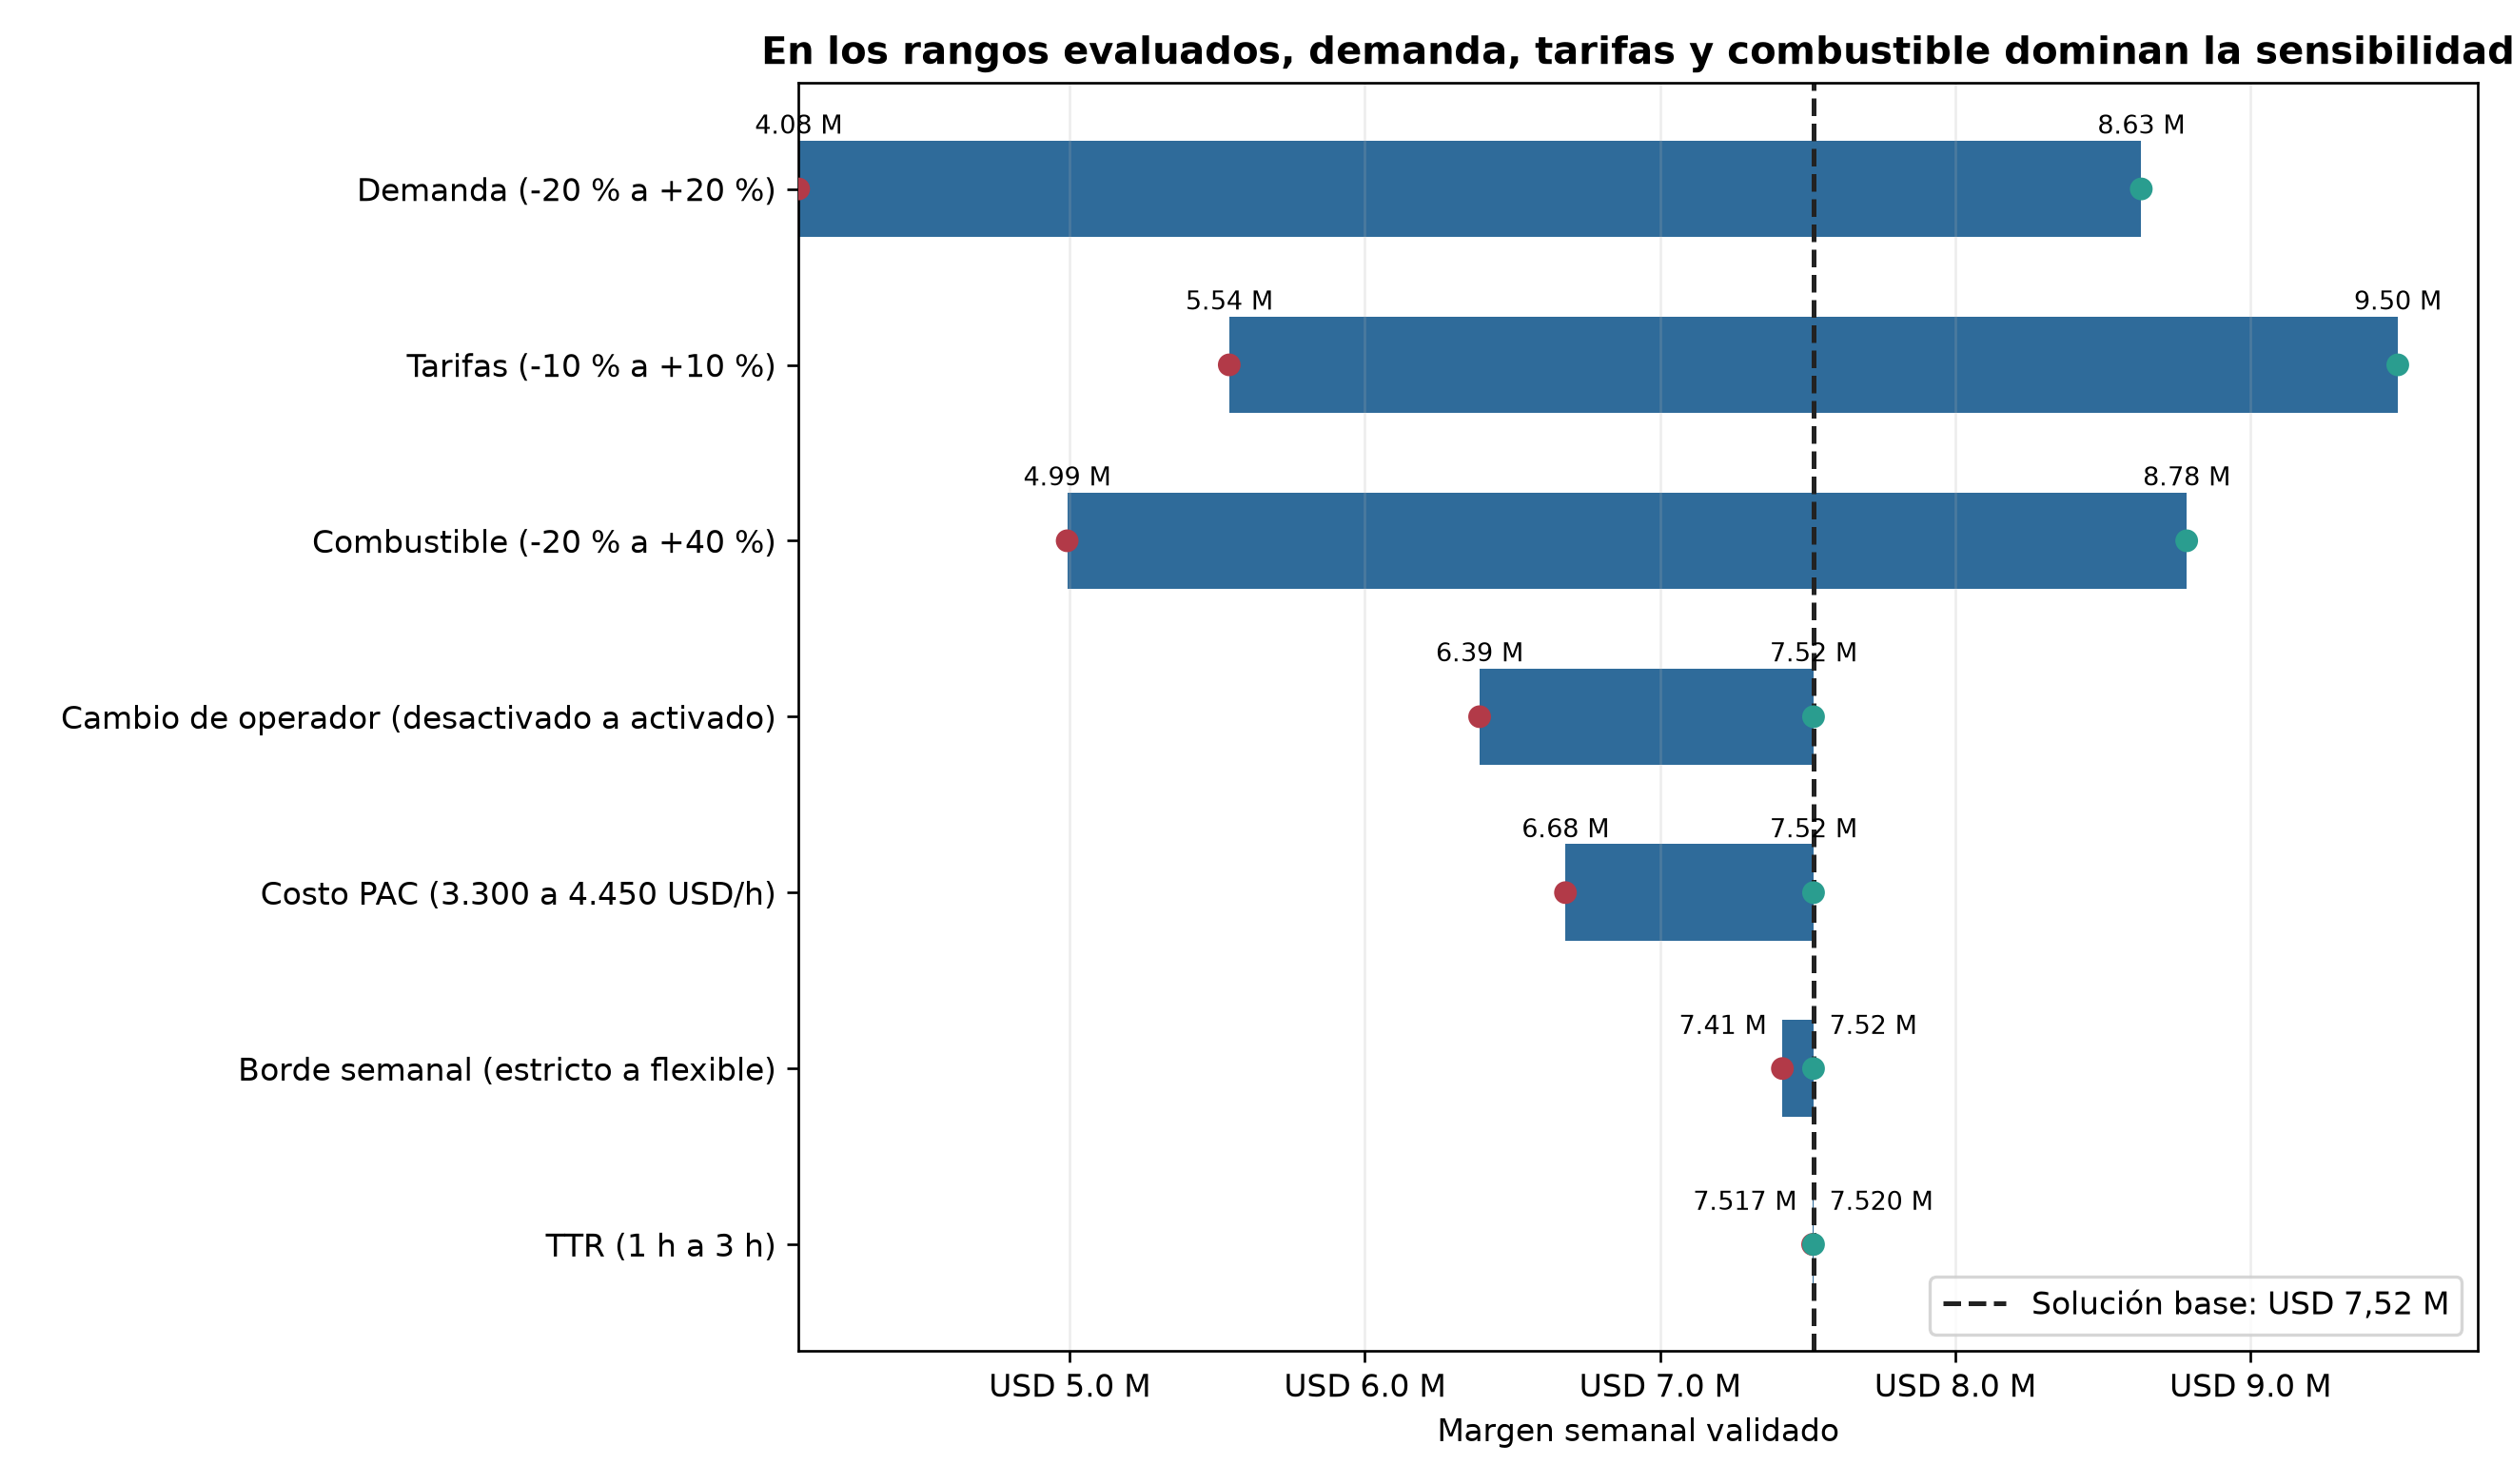 En los rangos evaluados, demanda, tarifas y combustible dominan la sensibilidad
4.08 M
8.63 M
Demanda (-20 % a +20 %)
5.54 M
9.50 M
Tarifas (-10 % a +10 %)
4.99 M
8.78 M
Combustible (-20 % a +40 %)
6.39 M
7.52 M
Cambio de operador (desactivado a activado)
6.68 M
7.52 M
Costo PAC (3.300 a 4.450 USD/h)
7.41 M
7.52 M
Borde semanal (estricto a flexible)
7.517 M
7.520 M
TTR (1 h a 3 h)
Solución base: USD 7,52 M
USD 5.0 M
USD 6.0 M
USD 7.0 M
USD 8.0 M
USD 9.0 M
Margen semanal validado